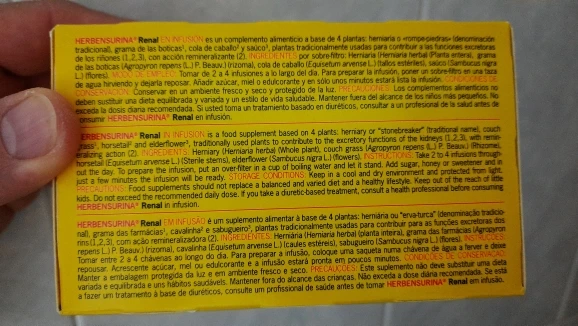 HERBENSURINA® Renal EN INFUSIÓN es un complemento alimenticio a base de 4 plantas: herniaria o «rompe-piedras» (denominación
tradicional), grama de las boticas¹, cola de caballo² y saúco³, plantas tradicionalmente usadas para contribuir a las funciones excretoras
de los riñones (1,2,3), con acción remineralizante (2). INGREDIENTES por sobre-filtro: Herniaria (Herniaria herbal (Planta entera), grama
de las boticas (Agropyron repens (L.) P. Beauv.) (rizoma), cola de caballo (Equisetum arvense L.) (tallos estériles), saúco (Sambucus nigra
L.) (flores). MODO DE EMPLEO: Tomar de 2 a 4 infusiones a lo largo del día. Para preparar la infusión, poner un sobre-filtro en una taza
de agua hirviendo y dejarla reposar. Añadir azúcar, miel o edulcorante y en sólo unos minutos estará lista la infusión. CONDICIONES DE
CONSERVACIÓN: Conservar en un ambiente fresco y seco y protegido de la luz. PRECAUCIONES: Los complementos alimenticios no
deben sustituir una dieta equilibrada y variada y un estilo de vida saludable. Mantener fuera del alcance de los niños más pequeños. No
exceda la dosis diaria recomendada. Si usted toma un tratamiento basado en diuréticos, consultar a un profesional de la salud antes de
consumir HERBENSURINA® Renal en infusión.
HERBENSURINA® Renal IN INFUSION is a food supplement based on 4 plants: herniary or "stonebreaker" (traditional name), couch
grass¹, horsetail² and elderflower³, traditionally used plants to contribute to the excretory functions of the kidneys (1,2,3), with remin-
eralizing action (2). INGREDIENTS: Herniary (Herniaria herba) (Whole plant), couch grass (Agropyron repens (L.) P. Beauv.) (Rhizome),
horsetail (Equisetum arvense L.) (Sterile stems), elderflower (Sambucus nigra L.) (flowers). INSTRUCTIONS: Take 2 to 4 infusions through-
out the day. To prepare the infusion, put an over-filter in a cup of boiling water and let it stand. Add sugar, honey or sweetener and in
just a few minutes the infusion will be ready. STORAGE CONDITIONS: Keep in a cool and dry environment and protected from light.
PRECAUTIONS: Food supplements should not replace a balanced and varied diet and a healthy lifestyle. Keep out of the reach of little
kids. Do not exceed the recommended daily dose. If you take a diuretic-based treatment, consult a health professional before consuming
HERBENSURINA® Renal in infusion.
HERBENSURINA® Renal EM INFUSÃO é um suplemento alimentar à base de 4 plantas: herniária ou "erva-turca" (denominação tradicio-
nal), grama das farmácias¹, cavalinha² e sabugueiro³, plantas tradicionalmente usadas para contribuir para as funções excretoras dos
rins (1,2,3), com acão remineralizadora (2). INGREDIENTES: Herniária (Herniaria herba) (planta inteira), grama das farmácias (Agropyron
repens (L.) P. Beauv.) (rizoma), cavalinha (Equisetum arvense L.) (caules estéreis), sabugueiro (Sambucus nigra L.) (flores). INSTRUÇÕES:
Tomar entre 2 a 4 chávenas ao longo do dia. Para preparar a infusão, coloque uma saqueta numa chávena de água a ferver e deixe
repousar. Acrescente açúcar, mel ou edulcorante e a infusão estará pronta em poucos minutos. CONDIÇÕES DE CONSERVAÇÃO:
Manter a embalagem protegida da luz e em ambiente fresco e seco. PRECAUÇÕES: Este suplemento não deve substituir uma dieta
variada e equilibrada e uns hábitos saudáveis. Mantener fora do alcance das crianças. Não exceda a dose diária recomendada. Se está
a fazer um tratamento à base de diuréticos, consulte um profissional de saúde antes de tomar HERBENSURINA® Renal em infusão.